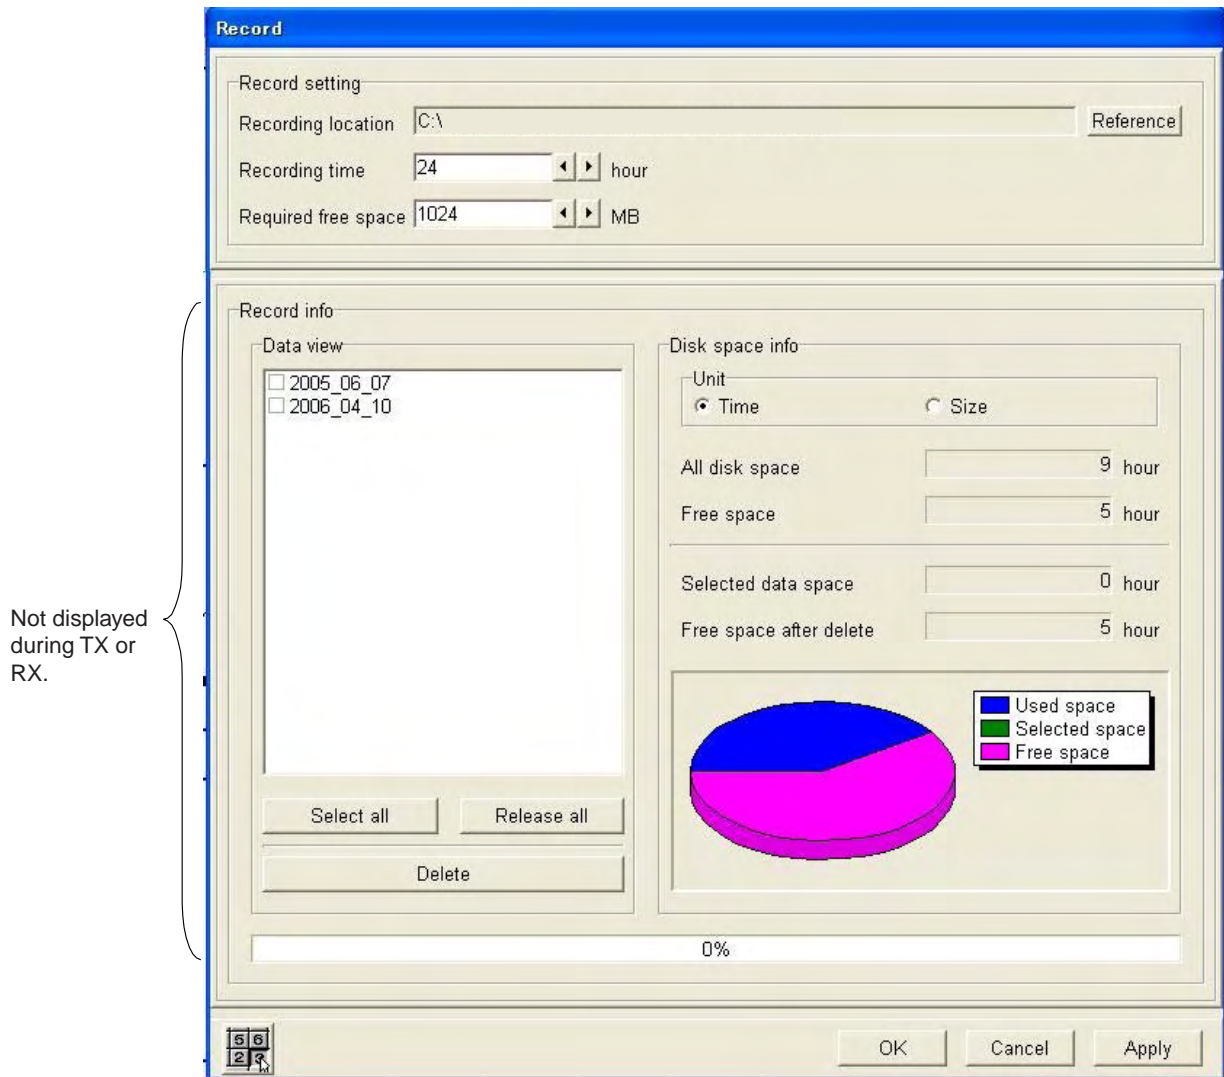 Record
Record setting
Recording location C:\ Reference
Recording time 24 hour
Required free space 1024 MB
Record info
Data view
2005_06_07
2006_04_10
Select all Release all
Delete
Disk space info
Unit
Time Size
All disk space 9 hour
Free space 5 hour
Selected data space 0 hour
Free space after delete 5 hour
Used space
Selected space
Free space
0%
Not displayed
during TX or
RX.
5 6
2
OK Cancel Apply